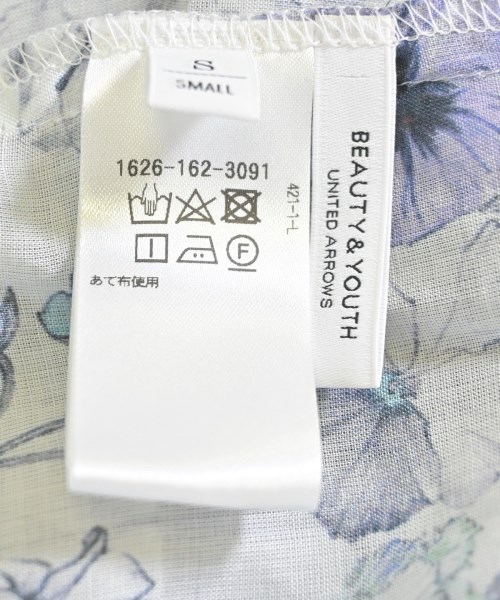 S
SMALL
1626-162-3091
421-1-L
F
あて布使用
BEAUTY & YOUTH
UNITED ARROWS